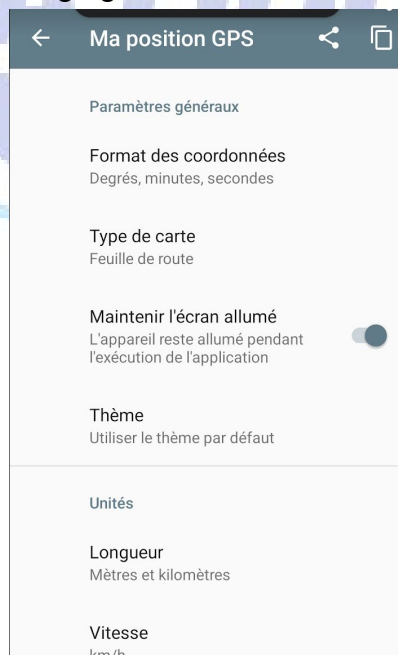 Ma position GPS
Paramètres généraux
Format des coordonnées
Degrés, minutes, secondes
Type de carte
Feuille de route
Maintenir l'écran allumé
L'appareil reste allumé pendant
l'exécution de l'application
Thème
Utiliser le thème par défaut
Unités
Longueur
Mètres et kilomètres
Vitesse
km/h